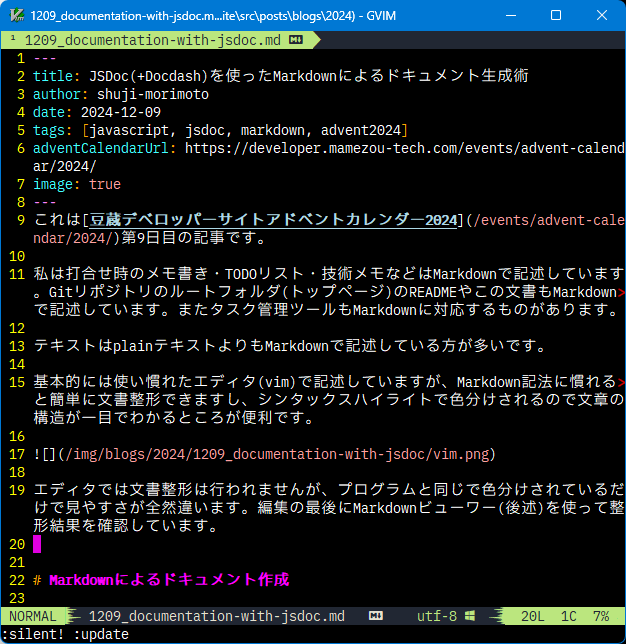 1209_documentation-with-jsdoc.m…ite\src\posts\blogs\2024) - GVIM
1 1209_documentation-with-jsdoc.md
1 ---
2 title: JSDoc(+Docdash)を使ったMarkdownによるドキュメント生成術
3 author: shuji-morimoto
4 date: 2024-12-09
5 tags: [javascript, jsdoc, markdown, advent2024]
6 adventCalendarUrl: https://developer.mamezou-tech.com/events/advent-calend
ar/2024/
7 image: true
8 ---
9 これは[豆蔵デベロッパーサイトアドベントカレンダー2024](/events/advent-cale
ndar/2024/)第9日目の記事です。
10
11 私は打合せ時のメモ書き・TODOリスト・技術メモなどはMarkdownで記述しています
。Gitリポジトリのルートフォルダ(トップページ)のREADMEやこの文書もMarkdown>
で記述しています。またタスク管理ツールもMarkdownに対応するものがあります。
12
13 テキストはplainテキストよりもMarkdownで記述している方が多いです。
14
15 基本的には使い慣れたエディタ(vim)で記述していますが、Markdown記法に慣れる>
と簡単に文書整形できますし、シンタックスハイライトで色分けされるので文章の
構造が一目でわかるところが便利です。
16
17 ![](/img/blogs/2024/1209_documentation-with-jsdoc/vim.png)
18
19 エディタでは文書整形は行われませんが、プログラムと同じで色分けされているだ
けで見やすさが全然違います。編集の最後にMarkdownビューワー(後述)を使って整
形結果を確認しています。
20
21
22 # Markdownによるドキュメント作成
23
NORMAL 1209_documentation-with-jsdoc.md utf-8 20L 1C 7%
:silent! :update